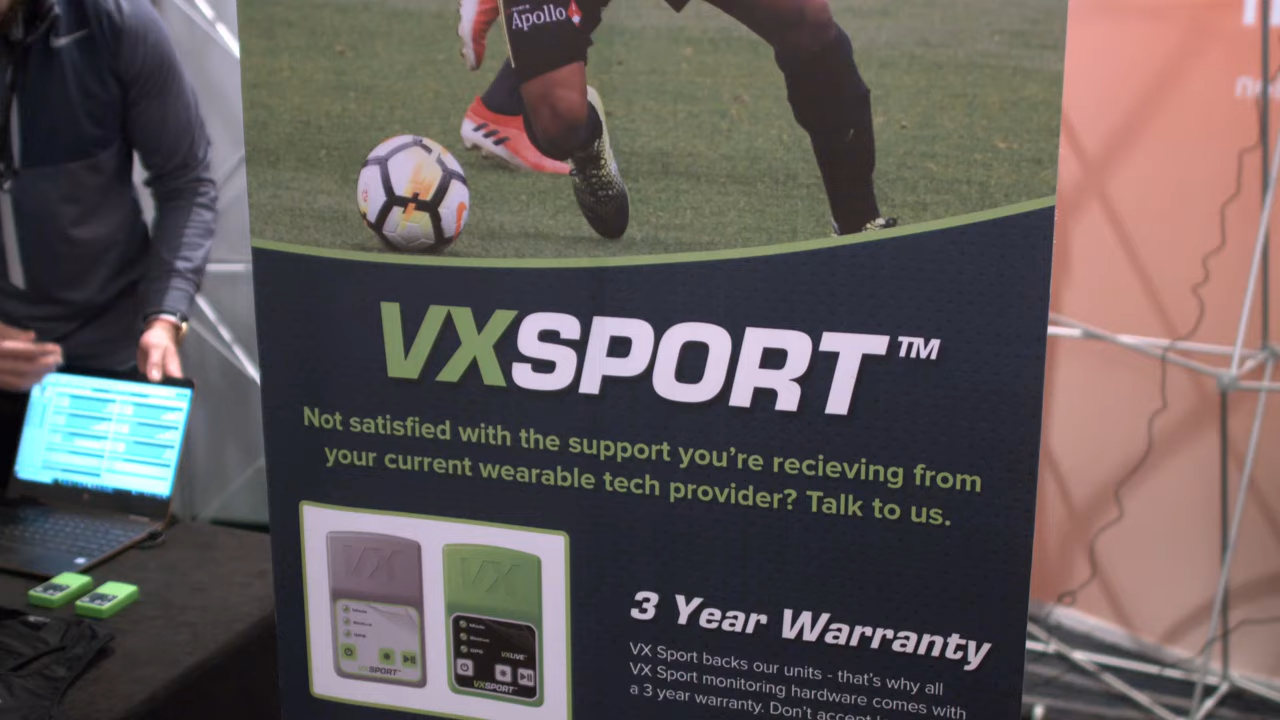 Apollo
VXSPORT™
Not satisfied with the support you're recieving from
your current wearable tech provider? Talk to us.
VX
VX
VXLIVE
VXSPORT
VXSPORT
3 Year Warranty
VX Sport backs our units - that's why all
VX Sport monitoring hardware comes with
a 3 year warranty. Don't accept